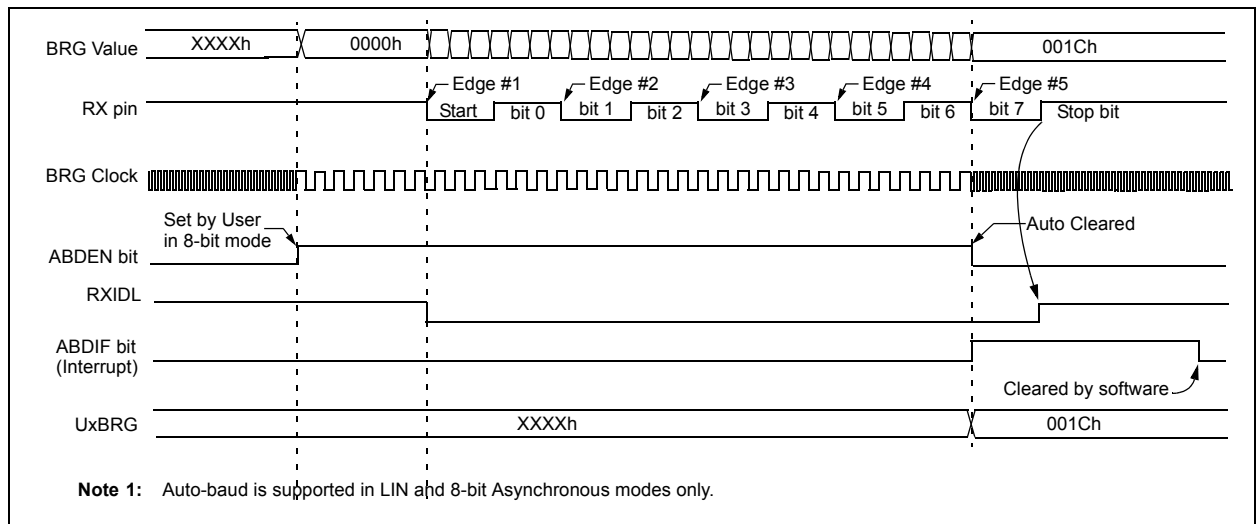 BRG Value XXXXh 0000h 001Ch
Edge #1 Edge #2 Edge #3 Edge #4 Edge #5
RX pin Start bit 0 bit 1 bit 2 bit 3 bit 4 bit 5 bit 6 bit 7 Stop bit
BRG Clock
Set by User
in 8-bit mode
Auto Cleared
ABDEN bit
RXIDL
ABDIF bit
(Interrupt)
Cleared by software
UxBRG XXXXh 001Ch
Note 1: Auto-baud is supported in LIN and 8-bit Asynchronous modes only.